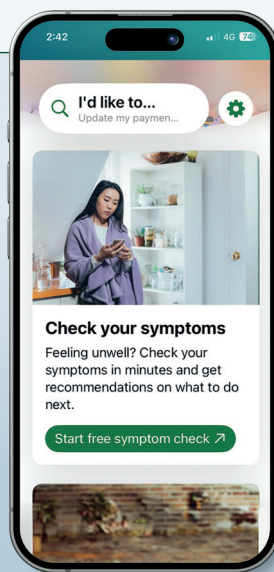 2:42
4G 72
I'd like to...
Update my paymen...
Check your symptoms
Feeling unwell? Check your
symptoms in minutes and get
recommendations on what to do
next.
Start free symptom check ↗